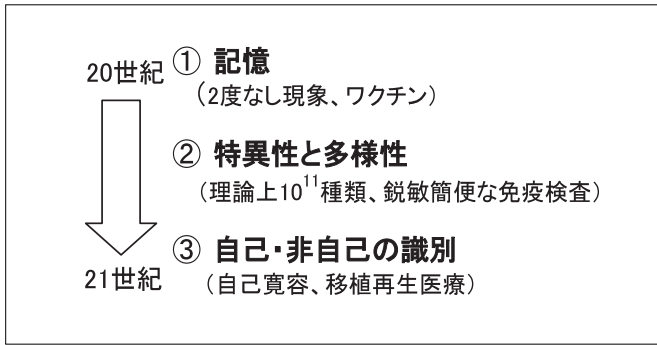 20世紀
① 記憶
（2度なし現象、ワクチン）
② 特異性と多様性
（理論上10¹¹種類、鋭敏簡便な免疫検査）
③ 自己・非自己の識別
21世紀
（自己寛容、移植再生医療）